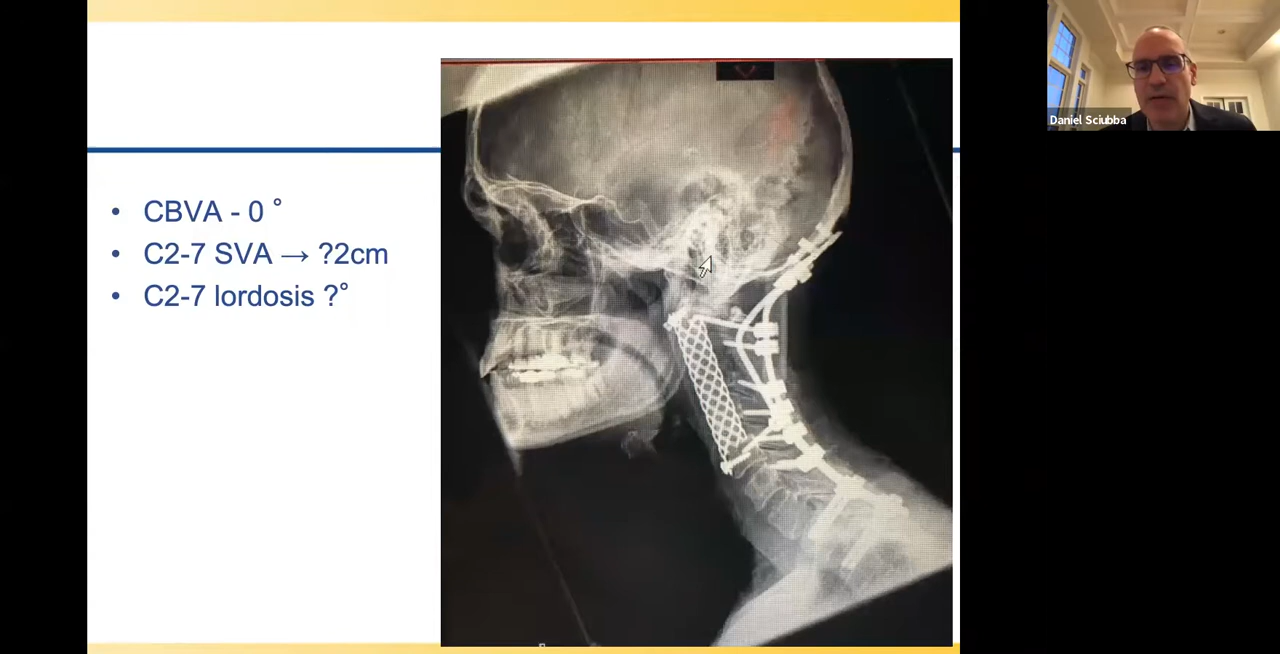 CBVA - 0 °
C2-7 SVA → ?2cm
C2-7 lordosis ?°
Daniel Sciubba